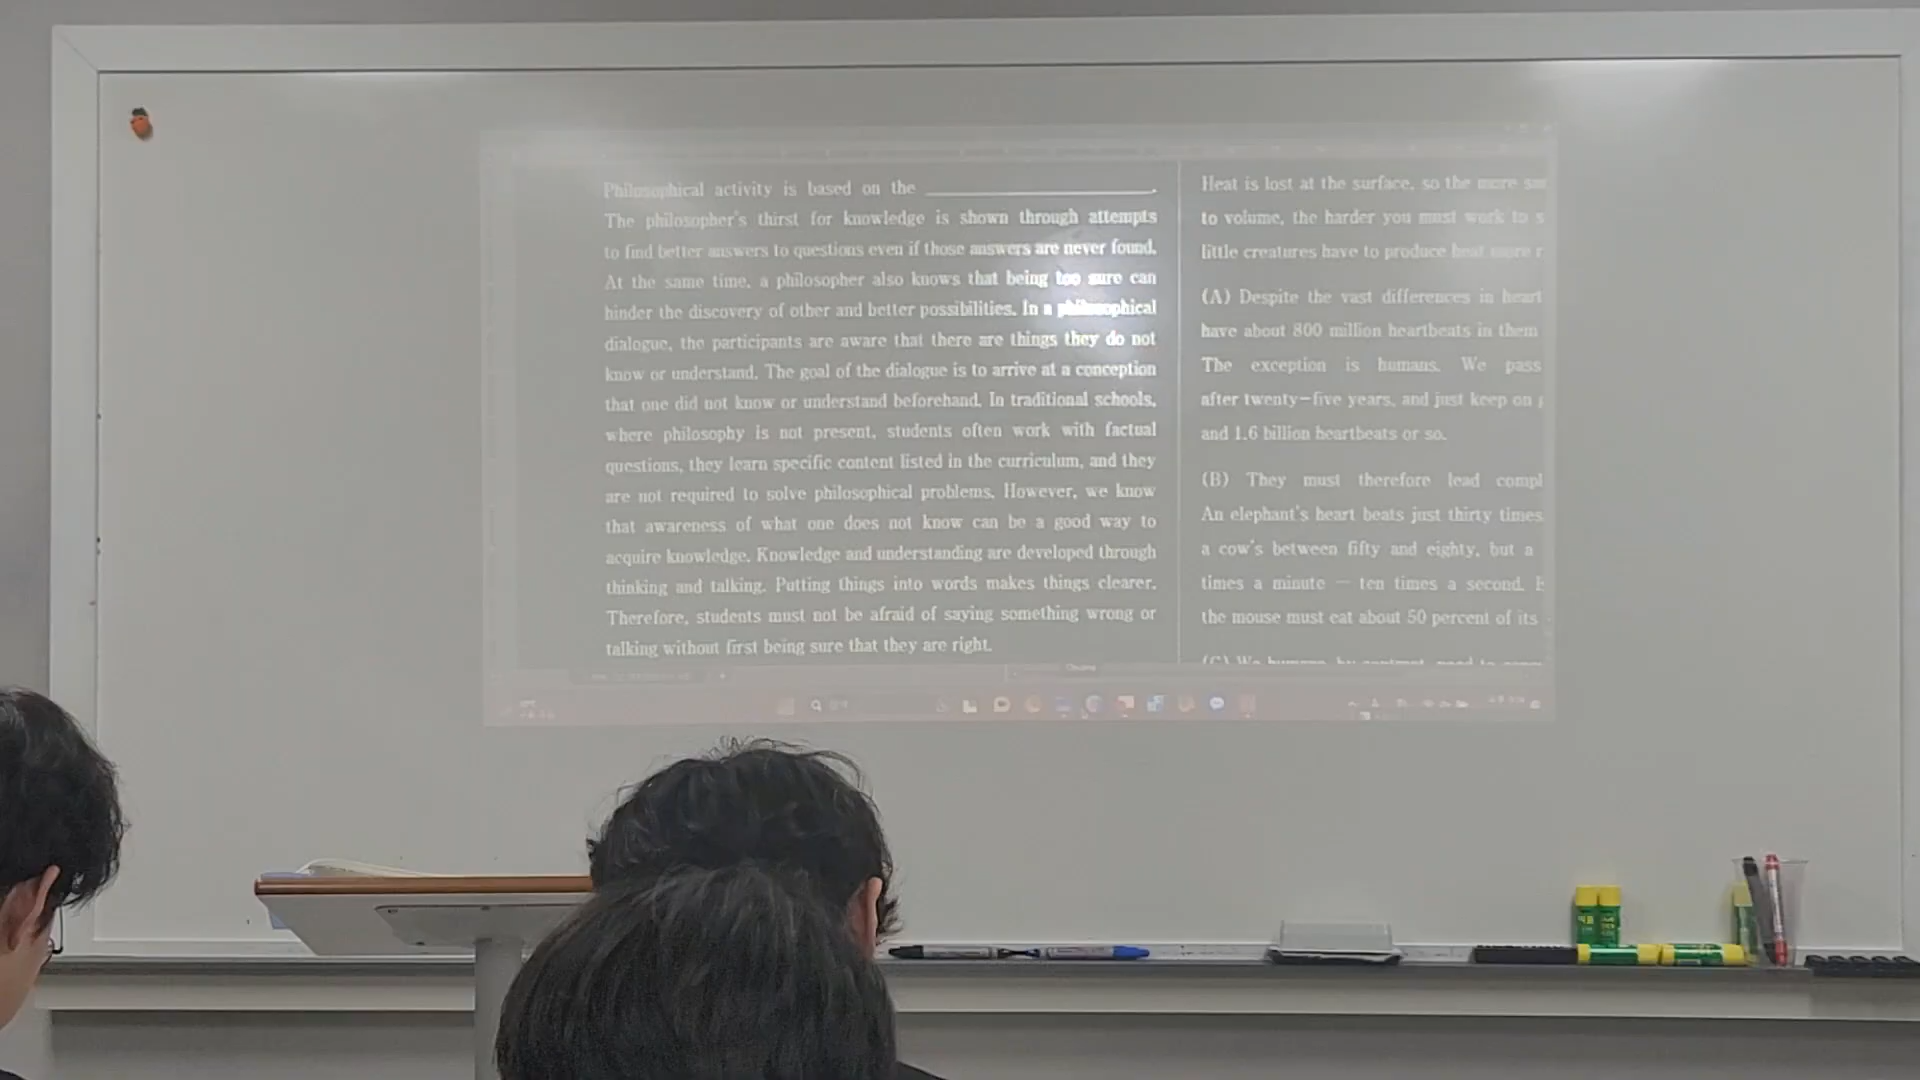 Philosophical activity is based on the ______________.
The philosopher's thirst for knowledge is shown through attempts
to find better answers to questions even if those answers are never found.
At the same time, a philosopher also knows that being too sure can
hinder the discovery of other and better possibilities. In a philosophical
dialogue, the participants are aware that there are things they do not
know or understand. The goal of the dialogue is to arrive at a conception
that one did not know or understand beforehand. In traditional schools,
where philosophy is not present, students often work with factual
questions, they learn specific content listed in the curriculum, and they
are not required to solve philosophical problems. However, we know
that awareness of what one does not know can be a good way to
acquire knowledge. Knowledge and understanding are developed through
thinking and talking. Putting things into words makes things clearer.
Therefore, students must not be afraid of saying something wrong or
talking without first being sure that they are right.
Heat is lost at the surface, so the more
to volume, the harder you must work to s
little creatures have to produce heat more r
(A) Despite the vast differences in heart
have about 800 million heartbeats in them
The exception is humans. We pass
after twenty-five years, and just keep on
and 1.6 billion heartbeats or so.
(B) They must therefore lead compl
An elephant's heart beats just thirty times
a cow's between fifty and eighty, but a
times a minute — ten times a second.
the mouse must eat about 50 percent of its